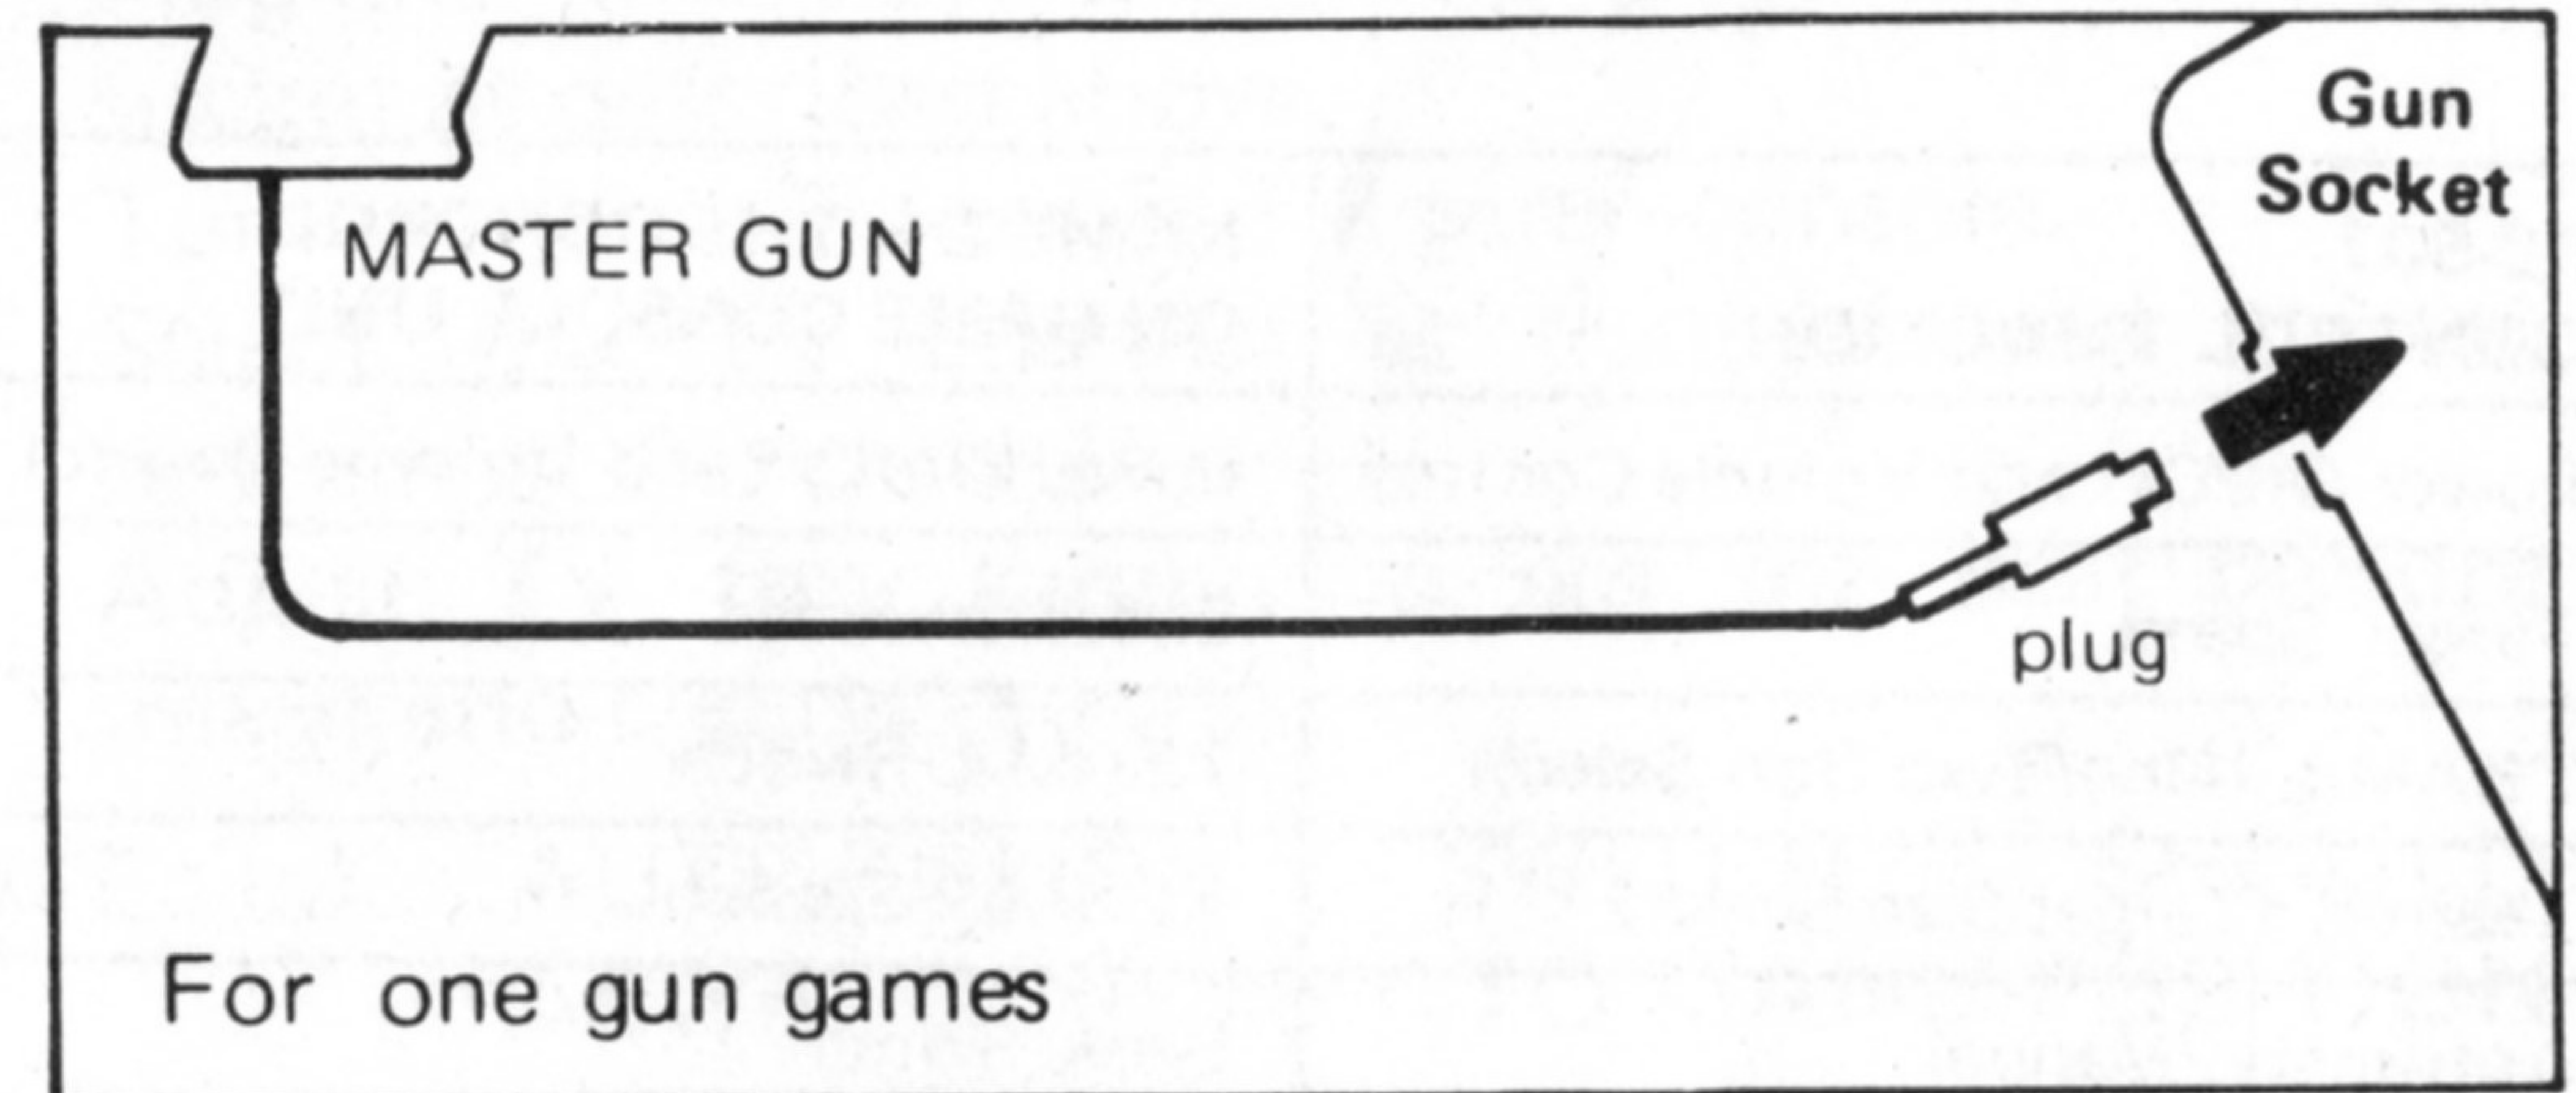 Gun
Socket
MASTER GUN
plug
For one gun games